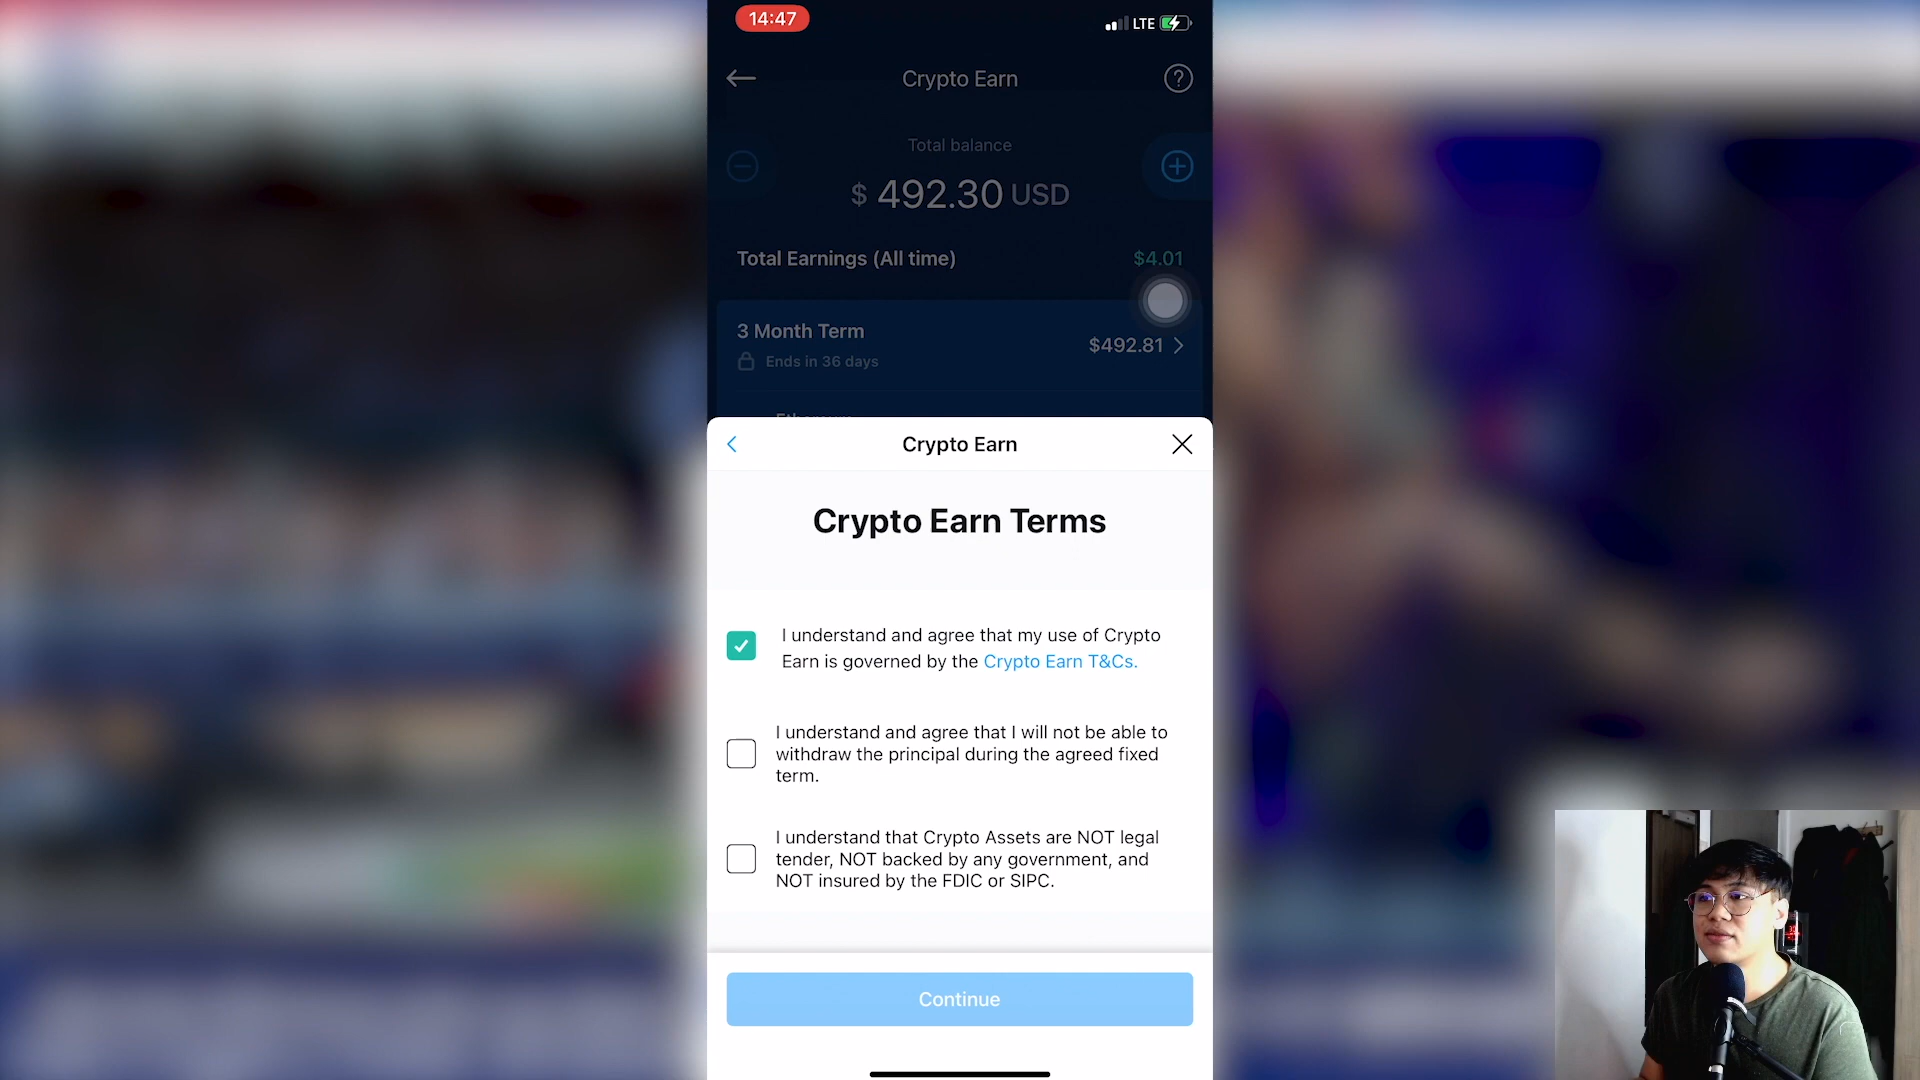 14:47
LTE
Crypto Earn
Total balance
$ 492.30 USD
Total Earnings (All time)
$4.01
3 Month Term
$492.81
Ends in 36 days
Crypto Earn
Crypto Earn Terms
I understand and agree that my use of Crypto
Earn is governed by the Crypto Earn T&Cs.
I understand and agree that I will not be able to
withdraw the principal during the agreed fixed
term.
I understand that Crypto Assets are NOT legal
tender, NOT backed by any government, and
NOT insured by the FDIC or SIPC.
Continue